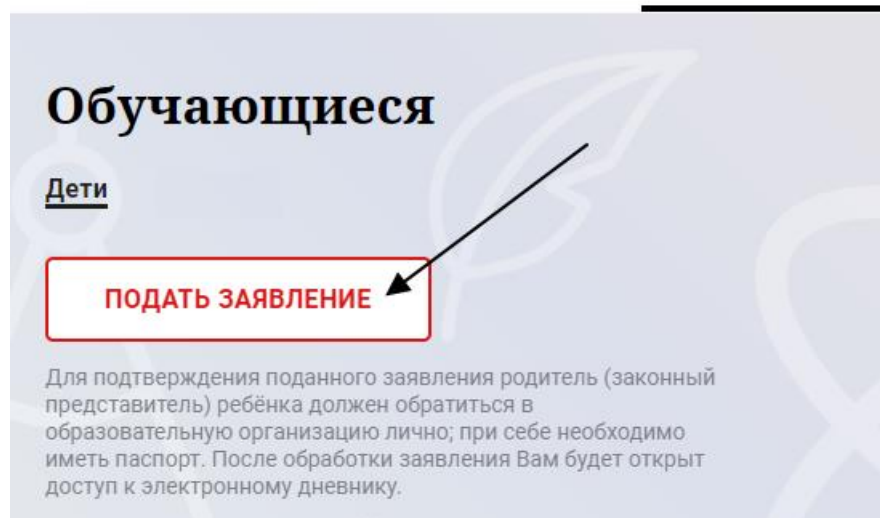 Обучающиеся
Дети
ПОДАТЬ ЗАЯВЛЕНИЕ
Для подтверждения поданного заявления родитель (законный
представитель) ребёнка должен обратиться в
образовательную организацию лично; при себе необходимо
иметь паспорт. После обработки заявления Вам будет открыт
доступ к электронному дневнику.